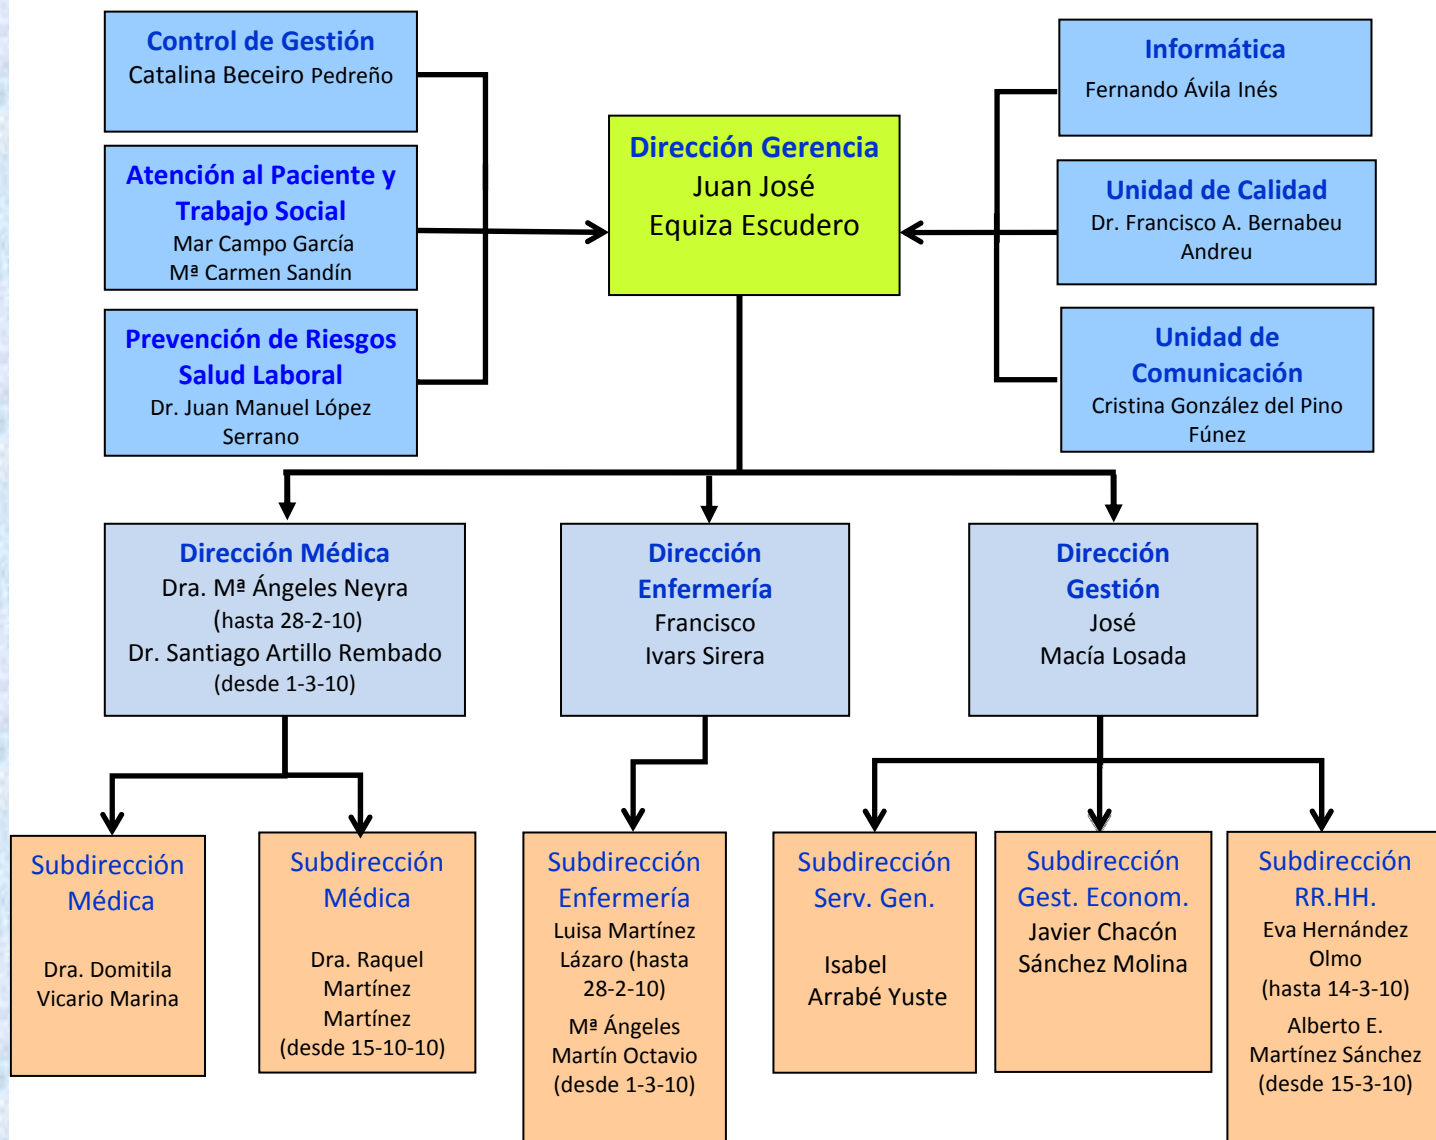 Control de Gestión
Catalina Beceiro Pedreño
Atención al Paciente y
Trabajo Social
Mar Campo García
Mª Carmen Sandín
Prevención de Riesgos
Salud Laboral
Dr. Juan Manuel López
Serrano
Dirección Gerencia
Juan José
Equiza Escudero
Informática
Fernando Ávila Inés
Unidad de Calidad
Dr. Francisco A. Bernabeu
Andreu
Unidad de
Comunicación
Cristina González del Pino
Fúnez
Dirección Médica
Dra. Mª Ángeles Neyra
(hasta 28-2-10)
Dr. Santiago Artillo Rembado
(desde 1-3-10)
Dirección
Enfermería
Francisco
Ivars Sirera
Dirección
Gestión
José
Macía Losada
Subdirección
Médica
Dra. Domitila
Vicario Marina
Subdirección
Médica
Dra. Raquel
Martínez
Martínez
(desde 15-10-10)
Subdirección
Enfermería
Luisa Martínez
Lázaro (hasta
28-2-10)
Mª Ángeles
Martín Octavio
(desde 1-3-10)
Subdirección
Serv. Gen.
Isabel
Arrabé Yuste
Subdirección
Gest. Econom.
Javier Chacón
Sánchez Molina
Subdirección
RR.HH.
Eva Hernández
Olmo
(hasta 14-3-10)
Alberto E.
Martínez Sánchez
(desde 15-3-10)